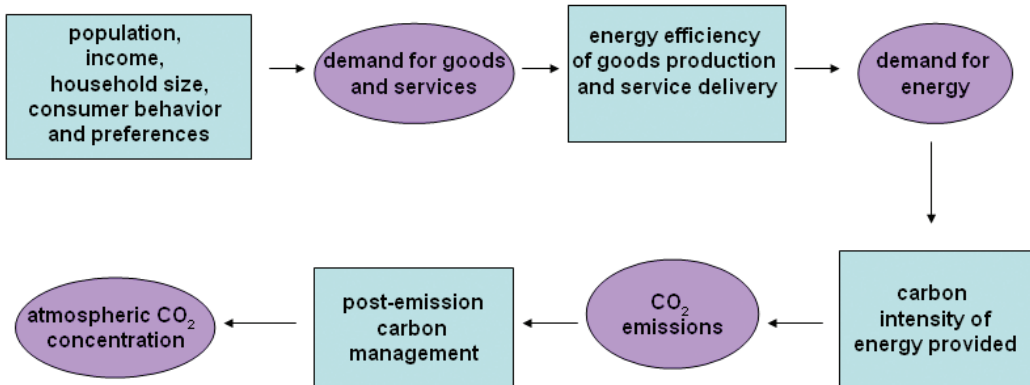 population,
income,
household size,
consumer behavior
and preferences
demand for goods
and services
energy efficiency
of goods production
and service delivery
demand for
energy
carbon
intensity of
energy provided
CO₂
emissions
post-emission
carbon
management
atmospheric CO₂
concentration